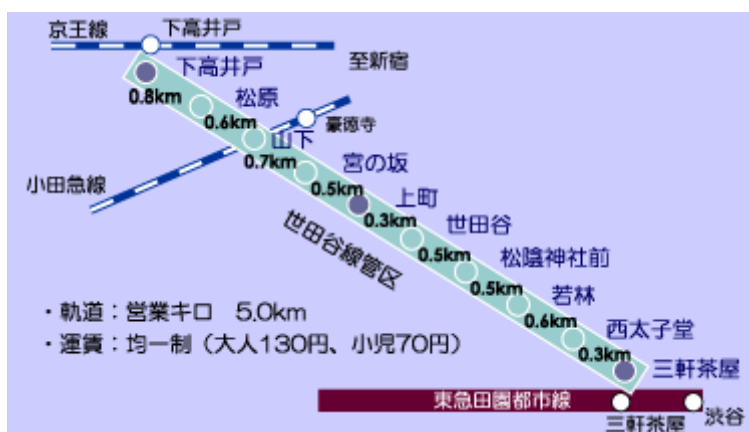 京王線
下高井戸
至新宿
下高井戸
0.8km
松原
0.6km
豪徳寺
山下
0.7km
小田急線
宮の坂
0.5km
上町
0.3km
世田谷線管区
世田谷
0.5km
松陰神社前
0.5km
若林
0.6km
西太子堂
0.3km
三軒茶屋
・軌道：営業キロ　5.0km
・運賃：均一制（大人130円、小児70円）
東急田園都市線
三軒茶屋
渋谷